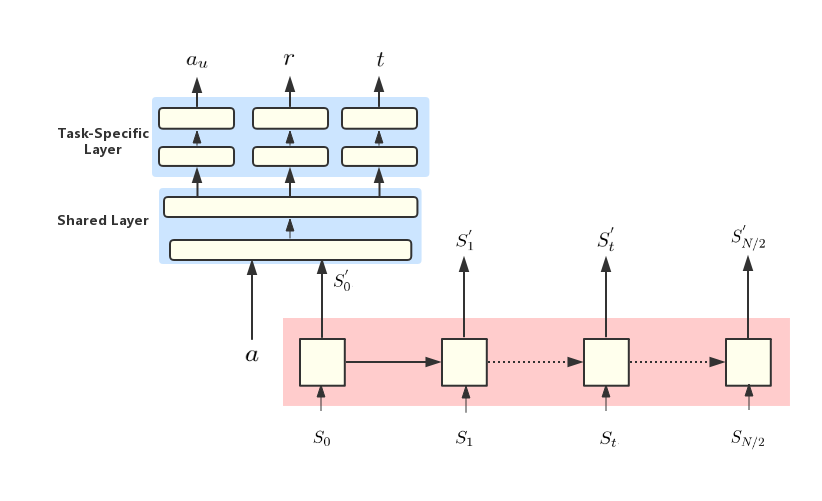 a_u r t
Task-Specific
Layer
Shared Layer
S'_1 S'_t S'_{N/2}
S'_0
a
S_0 S_1 S_t. S_{N/2}